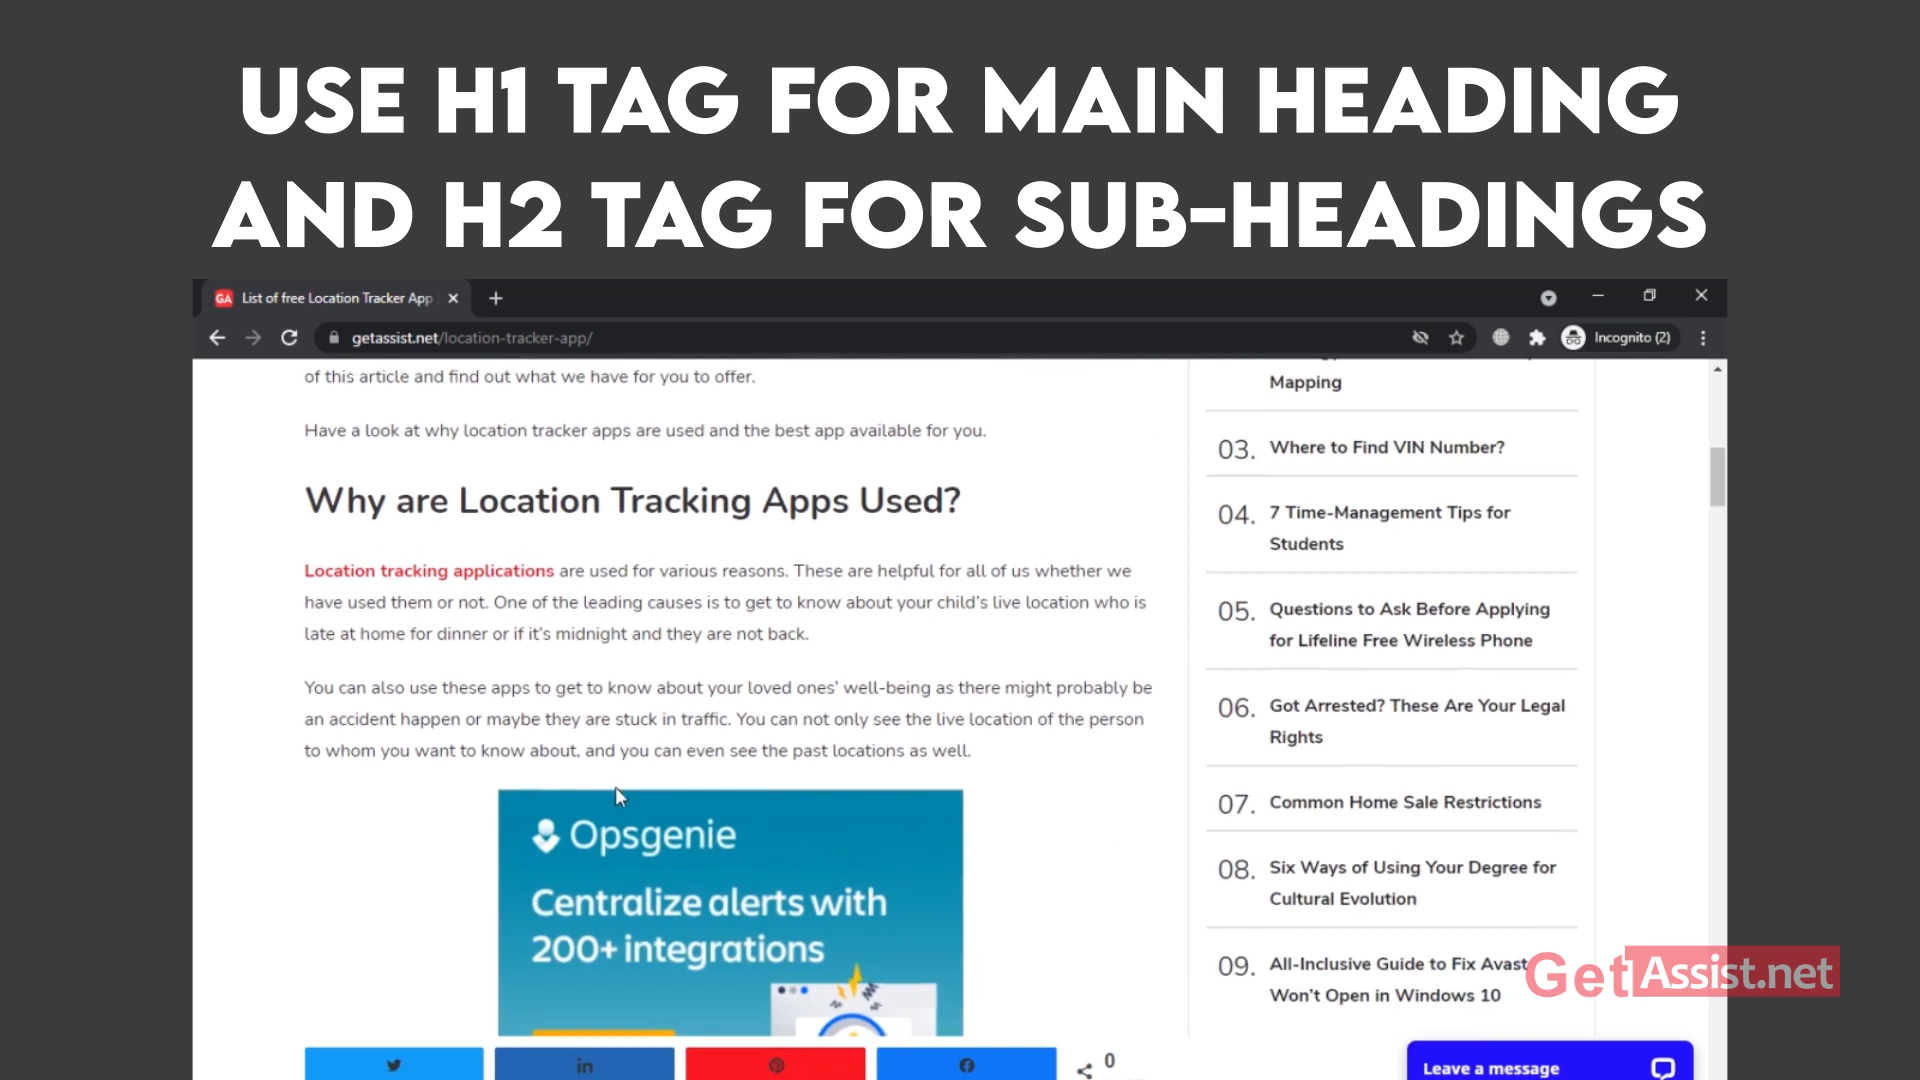 USE H1 TAG FOR MAIN HEADING
AND H2 TAG FOR SUB-HEADINGS
GA List of free Location Tracker App
getassist.net/location-tracker-app/
Incognito (2)
of this article and find out what we have for you to offer.
Have a look at why location tracker apps are used and the best app available for you.
Why are Location Tracking Apps Used?
Location tracking applications are used for various reasons. These are helpful for all of us whether we
have used them or not. One of the leading causes is to get to know about your child's live location who is
late at home for dinner or if it's midnight and they are not back.
You can also use these apps to get to know about your loved ones' well-being as there might probably be
an accident happen or maybe they are stuck in traffic. You can not only see the live location of the person
to whom you want to know about, and you can even see the past locations as well.
Opsgenie
Centralize alerts with
200+ integrations
0
Mapping
03. Where to Find VIN Number?
04. 7 Time-Management Tips for
Students
05. Questions to Ask Before Applying
for Lifeline Free Wireless Phone
06. Got Arrested? These Are Your Legal
Rights
07. Common Home Sale Restrictions
08. Six Ways of Using Your Degree for
Cultural Evolution
09. All-Inclusive Guide to Fix Avast
Won't Open in Windows 10
GetAssist.net
Leave a message